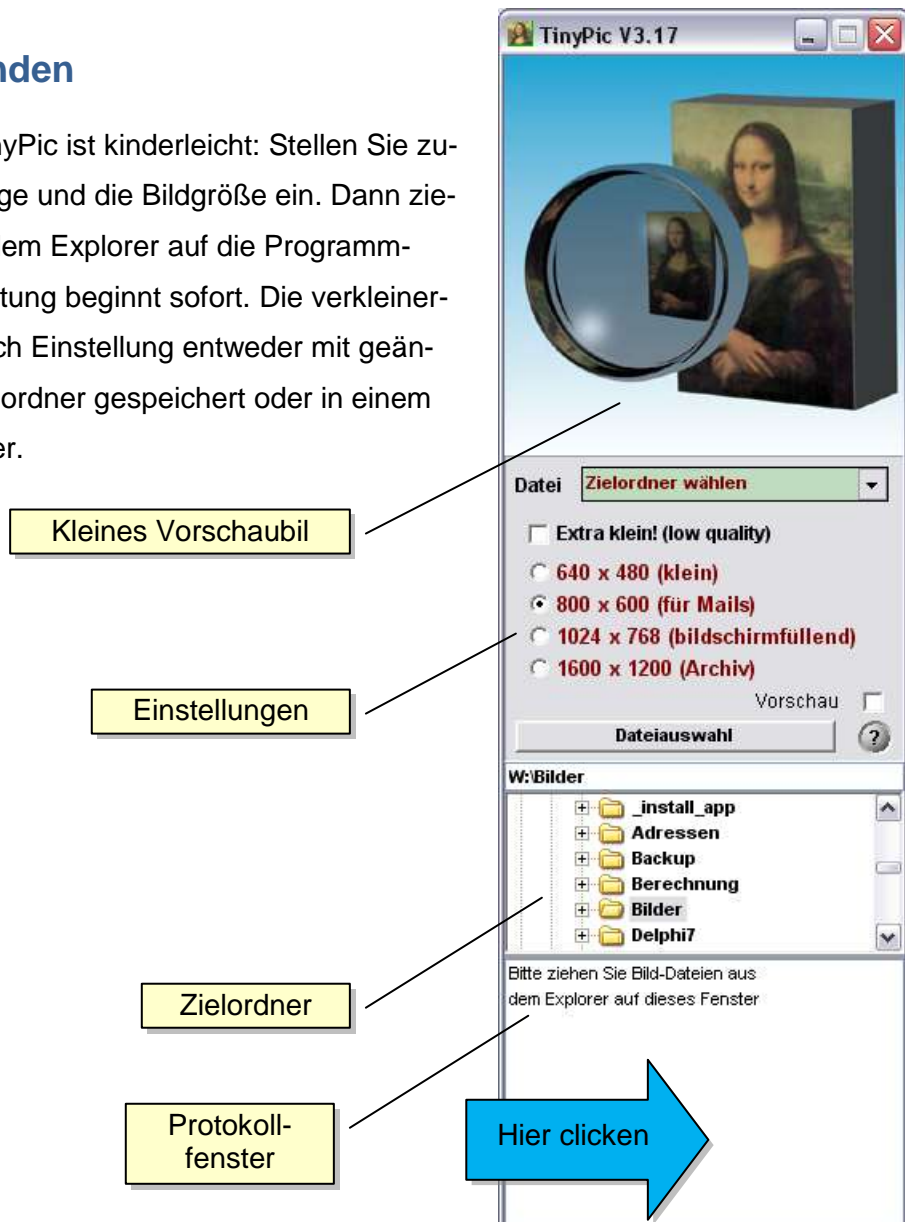 nden
nyPic ist kinderleicht: Stellen Sie zu-
ge und die Bildgröße ein. Dann zie-
dem Explorer auf die Programm-
tung beginnt sofort. Die verkleiner-
ch Einstellung entweder mit geän-
ordner gespeichert oder in einem
er.
Kleines Vorschaubil
Einstellungen
Zielordner
Protokoll-
fenster
TinyPic V3.17
Datei Zielordner wählen
Extra klein! (low quality)
640 x 480 (klein)
800 x 600 (für Mails)
1024 x 768 (bildschirmfüllend)
1600 x 1200 (Archiv)
Vorschau
Dateiauswahl ?
W:\Bilder
_install_app
Adressen
Backup
Berechnung
Bilder
Delphi7
Bitte ziehen Sie Bild-Dateien aus
dem Explorer auf dieses Fenster
Hier clicken